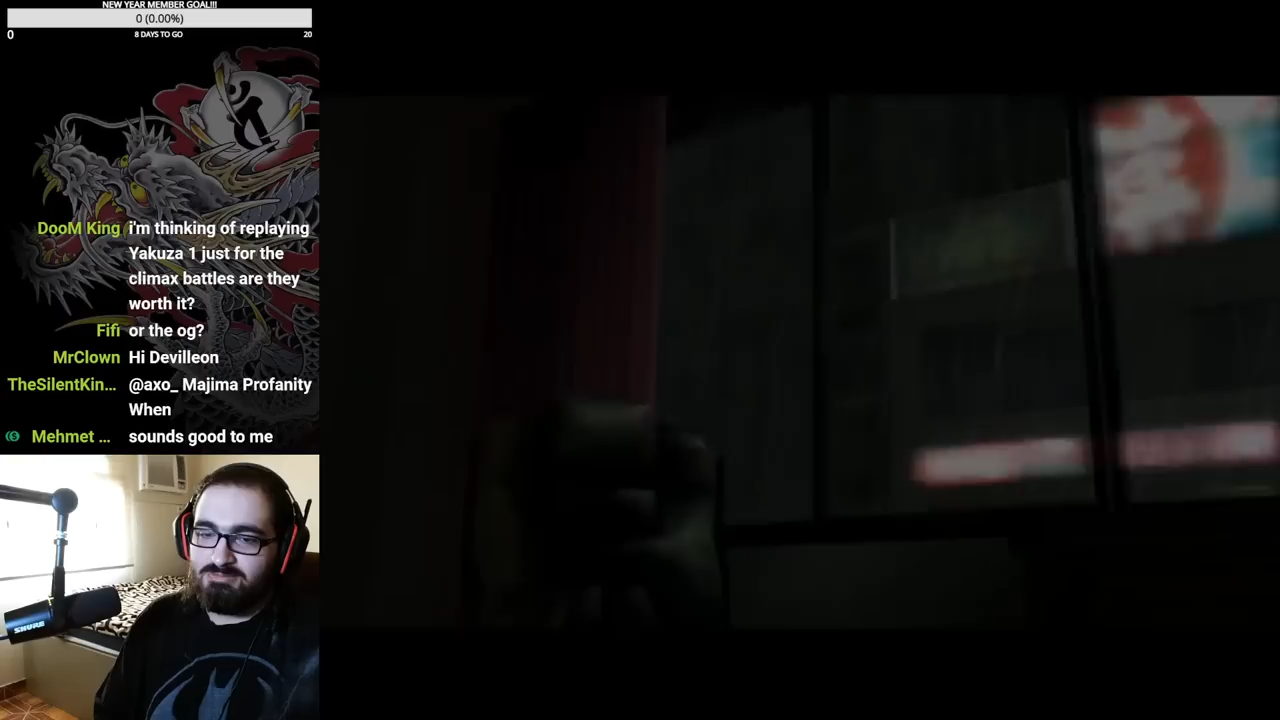 NEW YEAR MEMBER GOAL!!!
0 (0.00%)
0 8 DAYS TO GO 20
DooM King i'm thinking of replaying
Yakuza 1 just for the
climax battles are they
worth it?
Fifi or the og?
MrClown Hi Devilleon
TheSilentKin... @axo_ Majima Profanity
When
Mehmet ... sounds good to me
SHURE